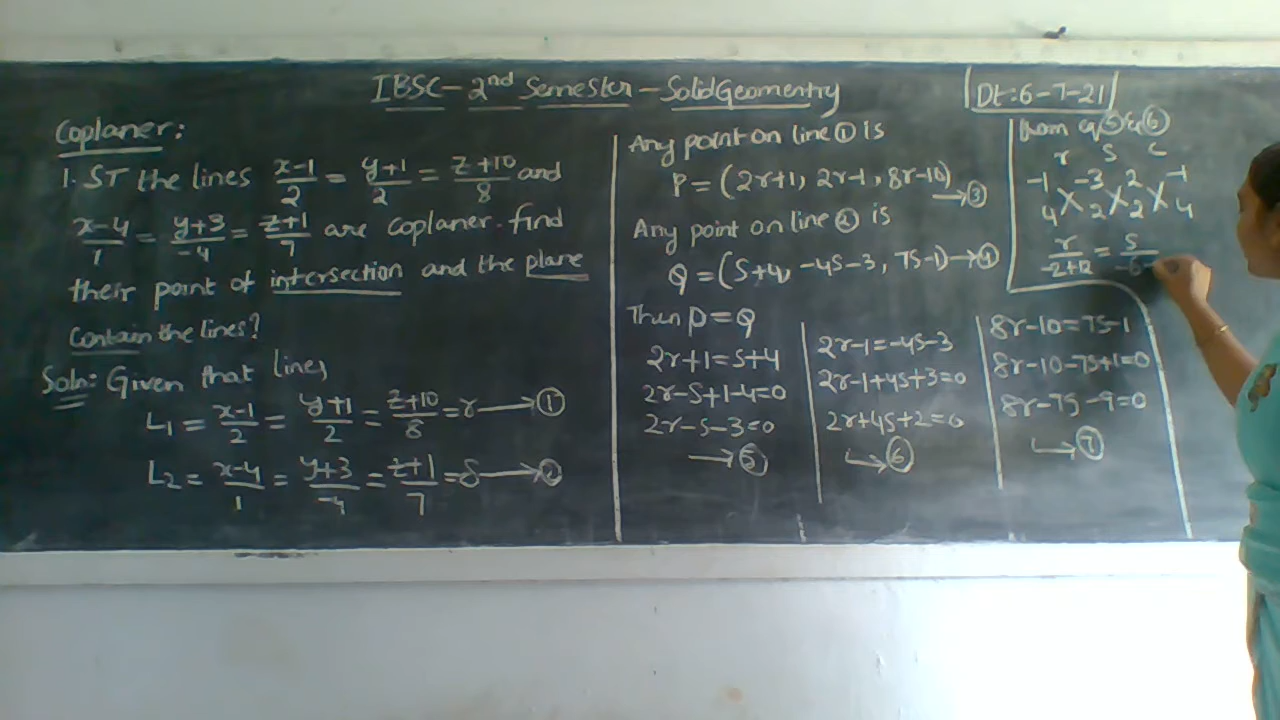 IBSC-2nd Semester-Solid Geomentry
Dt:6-7-21
Coplaner:
1. ST the lines x-1/2 = y+1/2 = z+10/8 and
x-4/1 = y+3/-4 = z+1/7 are coplaner. find
their point of intersection and the plane
Contain the lines?
Soln: Given that lines
L1 = x-1/2 = y+1/2 = z+10/8 = r → ①
L2 = x-4/1 = y+3/-4 = z+1/7 = s → ②
Any point on line ① is
P = (2r+1, 2r-1, 8r-10) → ③
Any point on line ② is
Q = (s+4, -4s-3, 7s-1) → ④
Then P = Q
2r+1 = s+4
2r-s+1-4=0
2r-s-3=0
→ ⑤
2r-1=-4s-3
2r-1+4s+3=0
2r+4s+2=0
↳ ⑥
8r-10=7s-1
8r-10-7s+1=0
8r-7s-9=0
↳ ⑦
from eq ⑤ & ⑥
r s c
-1 -3 2 -1
4 2 2 4
r/-2+12 = s/-6